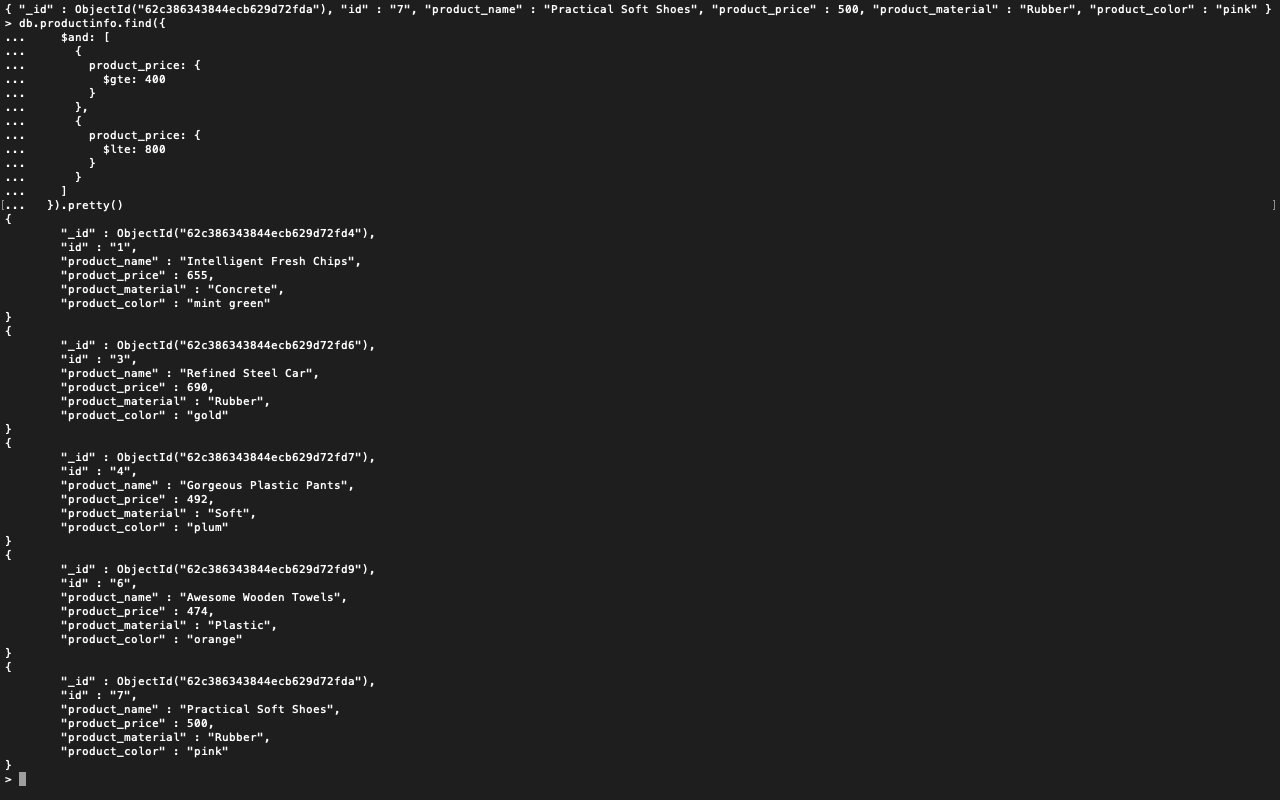 { "_id" : ObjectId("62c386343844ecb629d72fda"), "id" : "7", "product_name" : "Practical Soft Shoes", "product_price" : 500, "product_material" : "Rubber", "product_color" : "pink" }
> db.productinfo.find({
...     $and: [
...       {
...         product_price: {
...           $gte: 400
...         }
...       },
...       {
...         product_price: {
...           $lte: 800
...         }
...       }
...     ]
[...   }).pretty() ]
{
        "_id" : ObjectId("62c386343844ecb629d72fd4"),
        "id" : "1",
        "product_name" : "Intelligent Fresh Chips",
        "product_price" : 655,
        "product_material" : "Concrete",
        "product_color" : "mint green"
}
{
        "_id" : ObjectId("62c386343844ecb629d72fd6"),
        "id" : "3",
        "product_name" : "Refined Steel Car",
        "product_price" : 690,
        "product_material" : "Rubber",
        "product_color" : "gold"
}
{
        "_id" : ObjectId("62c386343844ecb629d72fd7"),
        "id" : "4",
        "product_name" : "Gorgeous Plastic Pants",
        "product_price" : 492,
        "product_material" : "Soft",
        "product_color" : "plum"
}
{
        "_id" : ObjectId("62c386343844ecb629d72fd9"),
        "id" : "6",
        "product_name" : "Awesome Wooden Towels",
        "product_price" : 474,
        "product_material" : "Plastic",
        "product_color" : "orange"
}
{
        "_id" : ObjectId("62c386343844ecb629d72fda"),
        "id" : "7",
        "product_name" : "Practical Soft Shoes",
        "product_price" : 500,
        "product_material" : "Rubber",
        "product_color" : "pink"
}
>